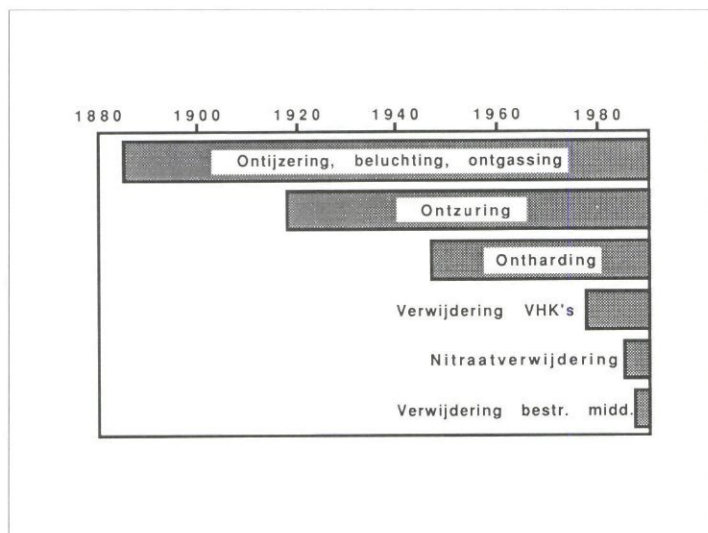 1880 1900 1920 1940 1960 1980
Ontijzering, beluchting, ontgassing
Ontzuring
Ontharding
Verwijdering VHK's
Nitraatverwijdering
Verwijdering bestr. midd.